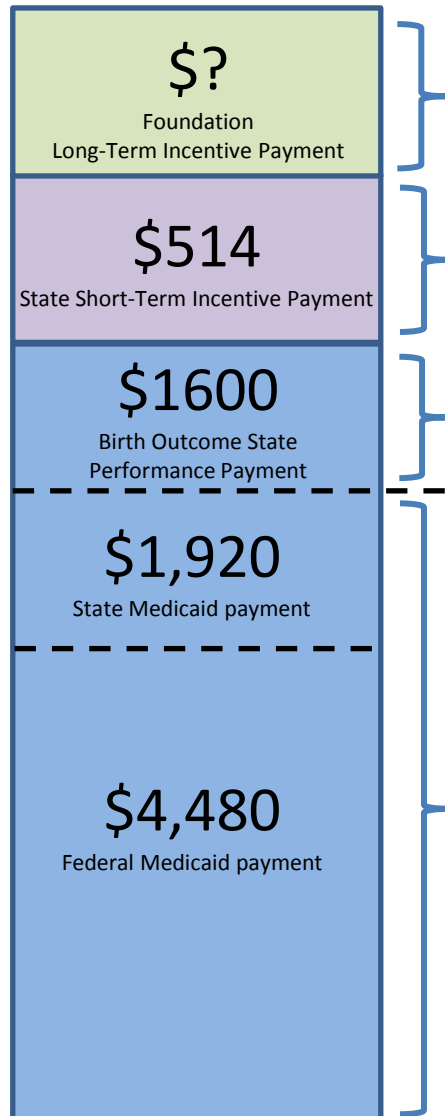 $?
Foundation
Long-Term Incentive Payment
$514
State Short-Term Incentive Payment
$1600
Birth Outcome State
Performance Payment
$1,920
State Medicaid payment
$4,480
Federal Medicaid payment